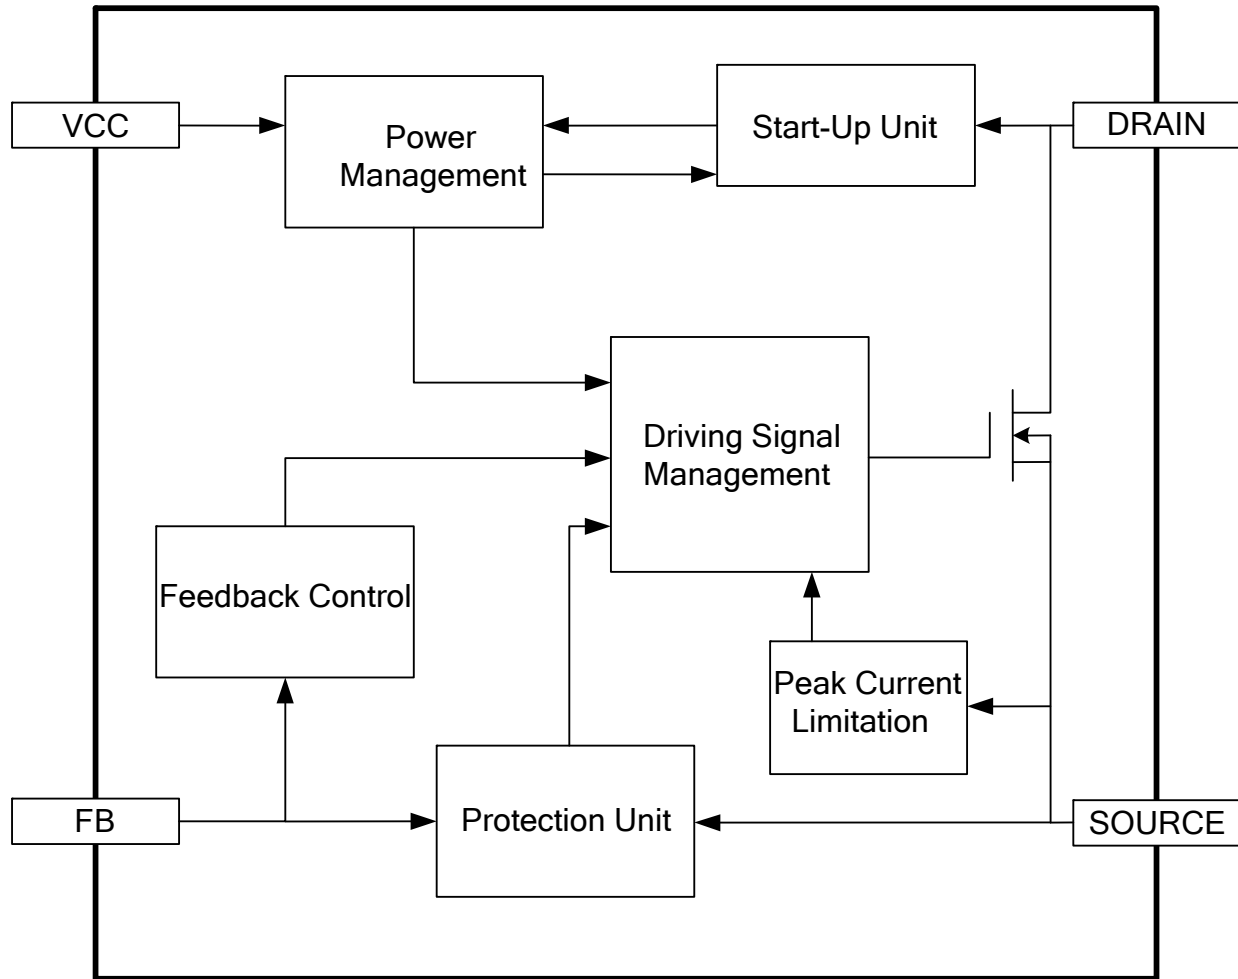 VCC
Power
Management
Start-Up Unit
DRAIN
Driving Signal
Management
Feedback Control
Peak Current
Limitation
FB
Protection Unit
SOURCE